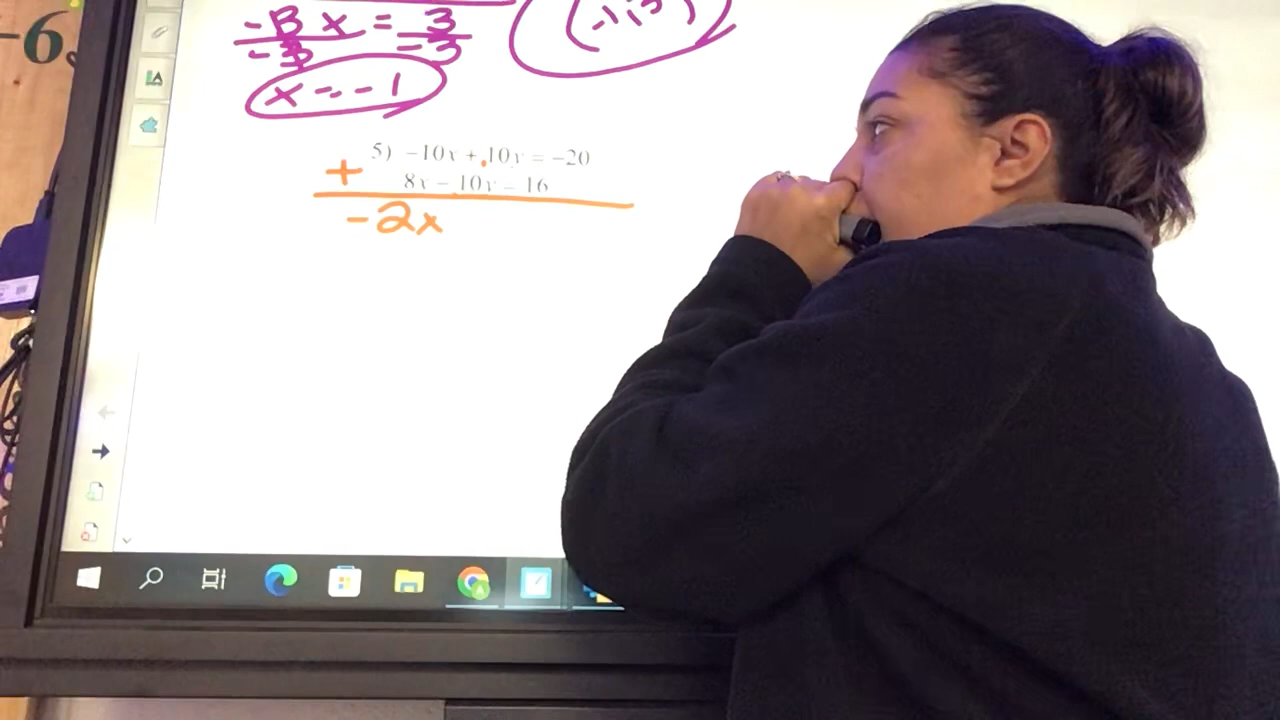 -6
-3x = 3
-3 -3
x = -1
5) -10x + 10y = -20
+ 8x - 10y = 16
-2x